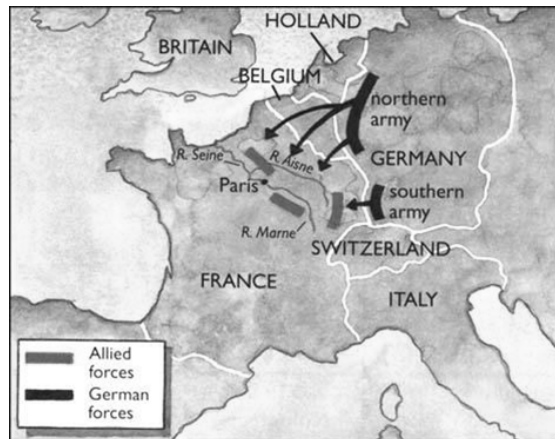 HOLLAND
BRITAIN
BELGIUM
northern
army
R. Seine
R. Aisne
GERMANY
Paris
southern
army
R. Marne
SWITZERLAND
FRANCE
ITALY
Allied
forces
German
forces